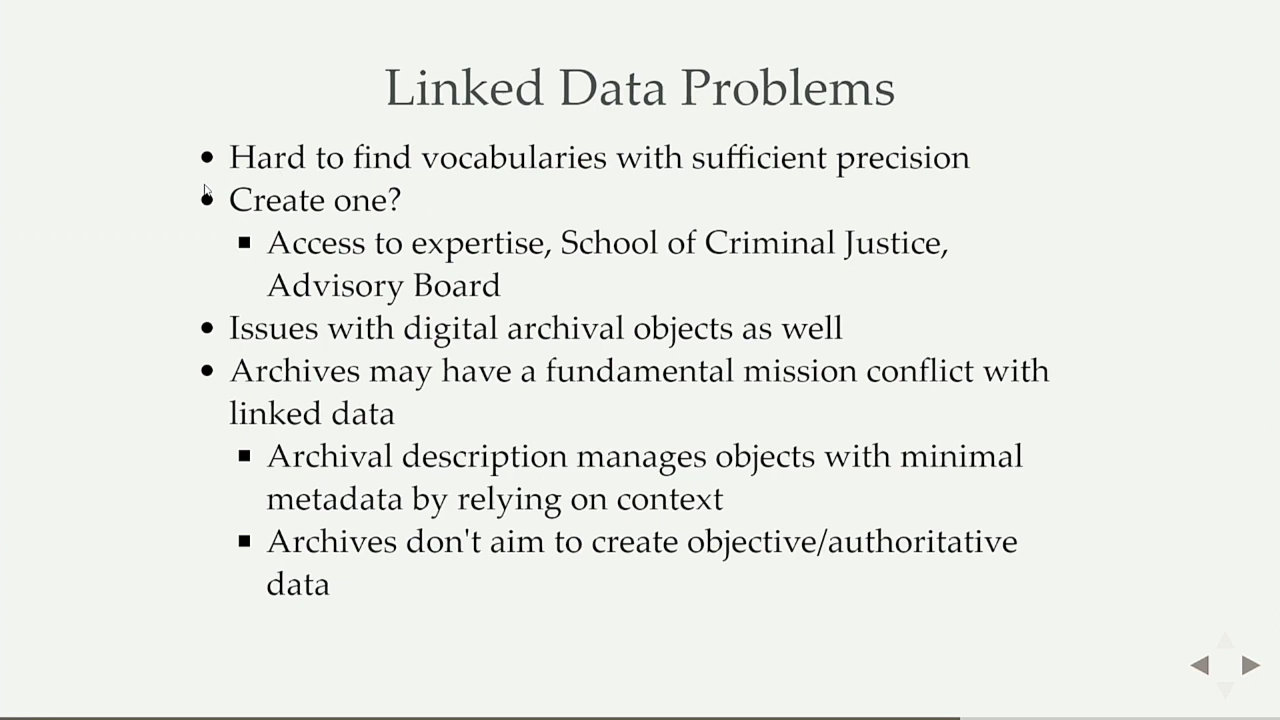 Linked Data Problems
Hard to find vocabularies with sufficient precision
Create one?
Access to expertise, School of Criminal Justice,
Advisory Board
Issues with digital archival objects as well
Archives may have a fundamental mission conflict with
linked data
Archival description manages objects with minimal
metadata by relying on context
Archives don't aim to create objective/authoritative
data